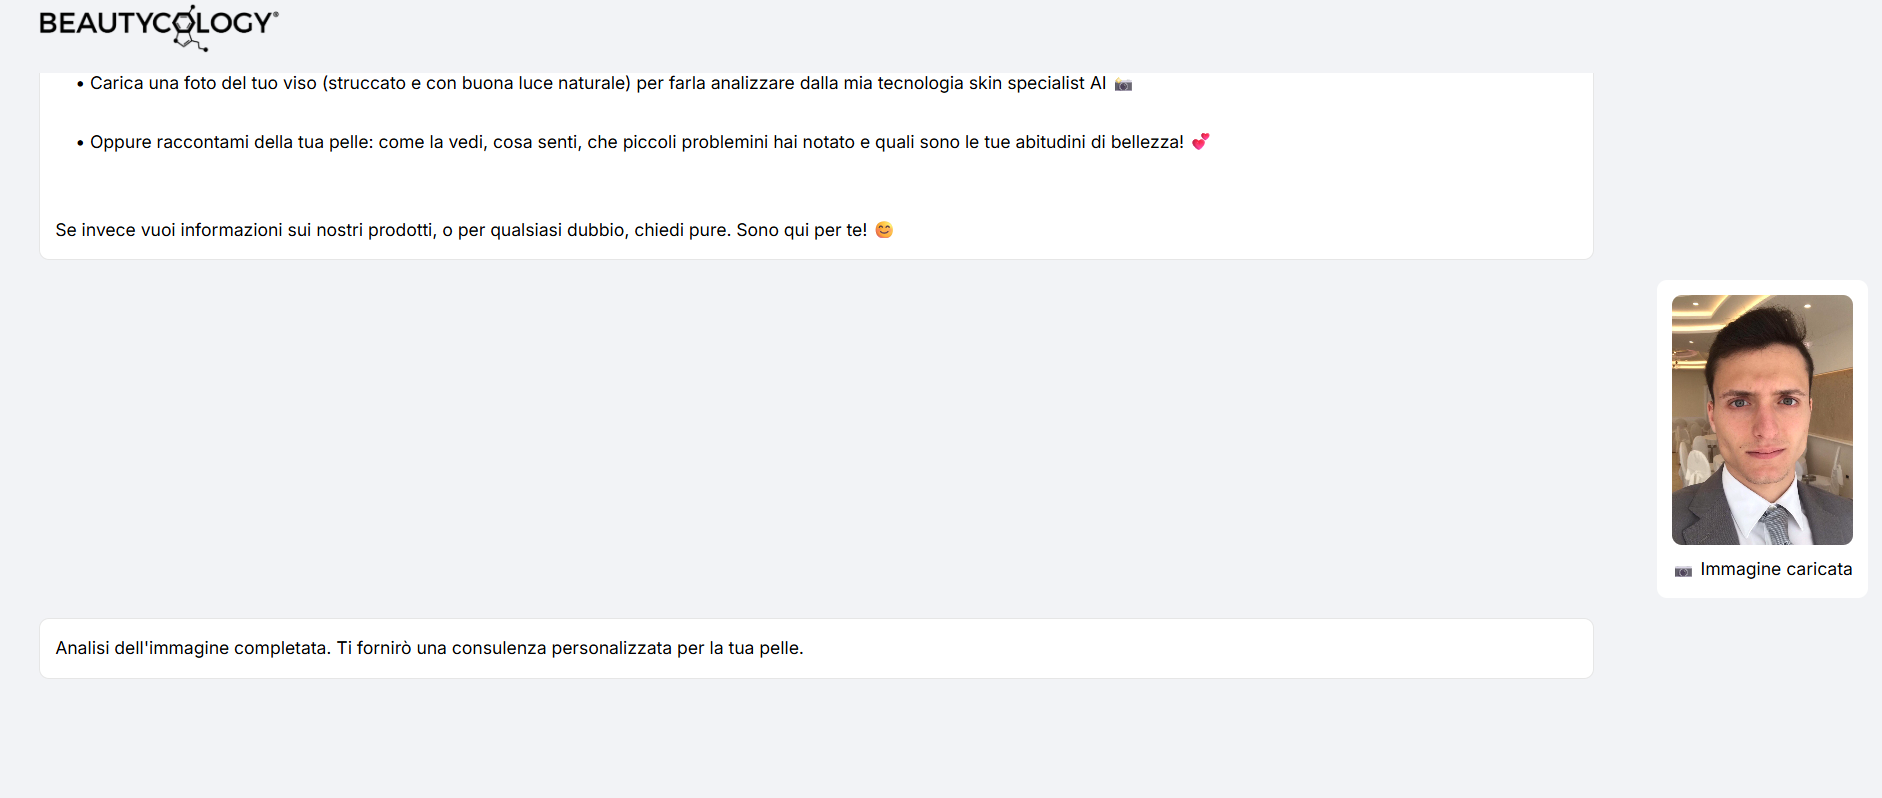 BEAUTYCOLOGY®
• Carica una foto del tuo viso (struccato e con buona luce naturale) per farla analizzare dalla mia tecnologia skin specialist AI 📸
• Oppure raccontami della tua pelle: come la vedi, cosa senti, che piccoli problemini hai notato e quali sono le tue abitudini di bellezza! 💕
Se invece vuoi informazioni sui nostri prodotti, o per qualsiasi dubbio, chiedi pure. Sono qui per te! 😊
📷 Immagine caricata
Analisi dell'immagine completata. Ti fornirò una consulenza personalizzata per la tua pelle.